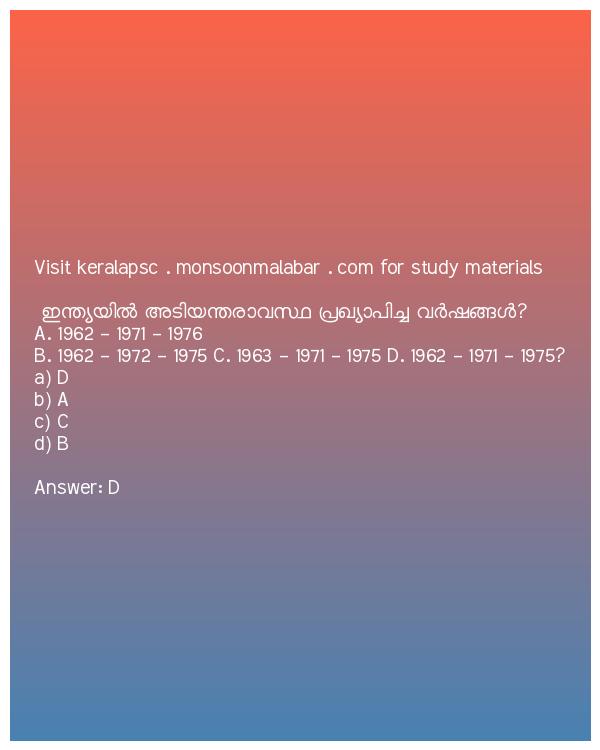 Visit keralapsc . monsoonmalabar . com for study materials
ഇന്ത്യയിൽ അടിയന്തരാവസ്ഥ പ്രഖ്യാപിച്ച വർഷങ്ങൾ?
A. 1962 – 1971 – 1976
B. 1962 – 1972 – 1975 C. 1963 – 1971 – 1975 D. 1962 – 1971 – 1975?
a) D
b) A
c) C
d) B
Answer: D